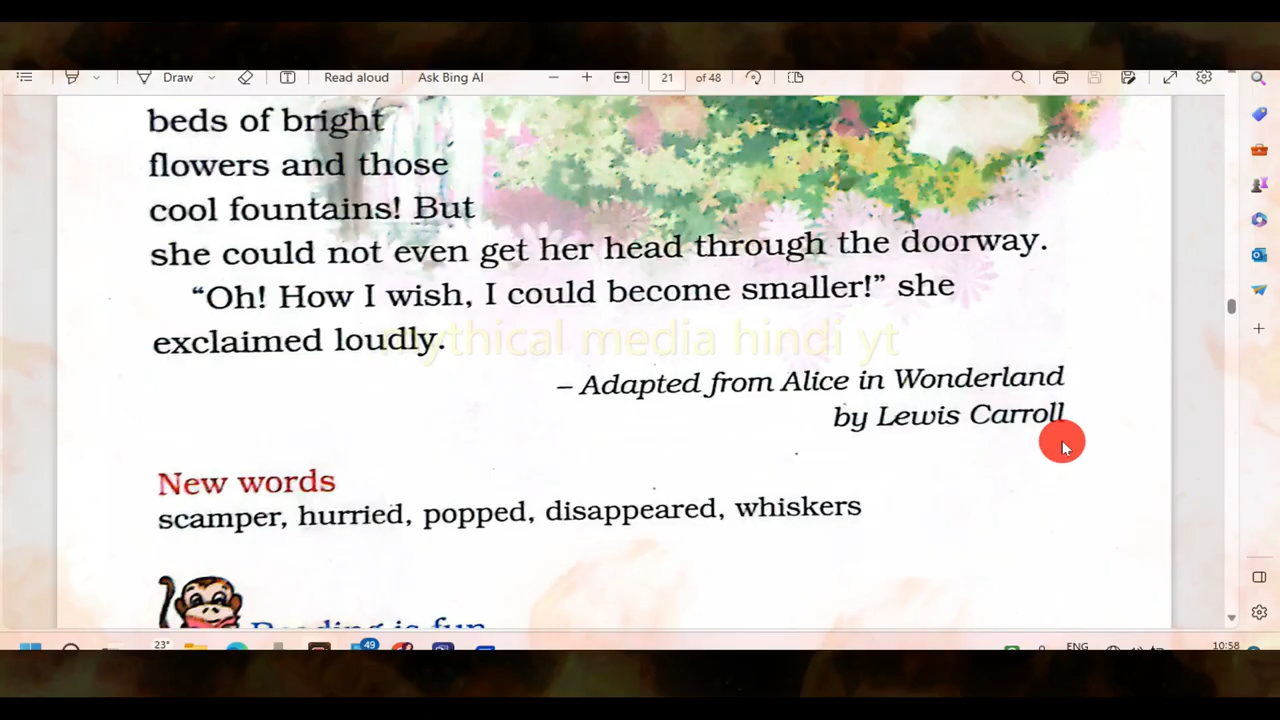 Draw
Read aloud
Ask Bing AI
21 of 48
beds of bright
flowers and those
cool fountains! But
she could not even get her head through the doorway.
“Oh! How I wish, I could become smaller!” she
exclaimed loudly.
mythical media hindi yt
– Adapted from Alice in Wonderland
by Lewis Carroll
New words
scamper, hurried, popped, disappeared, whiskers
Reading is fun
23°
49
ENG
10:58